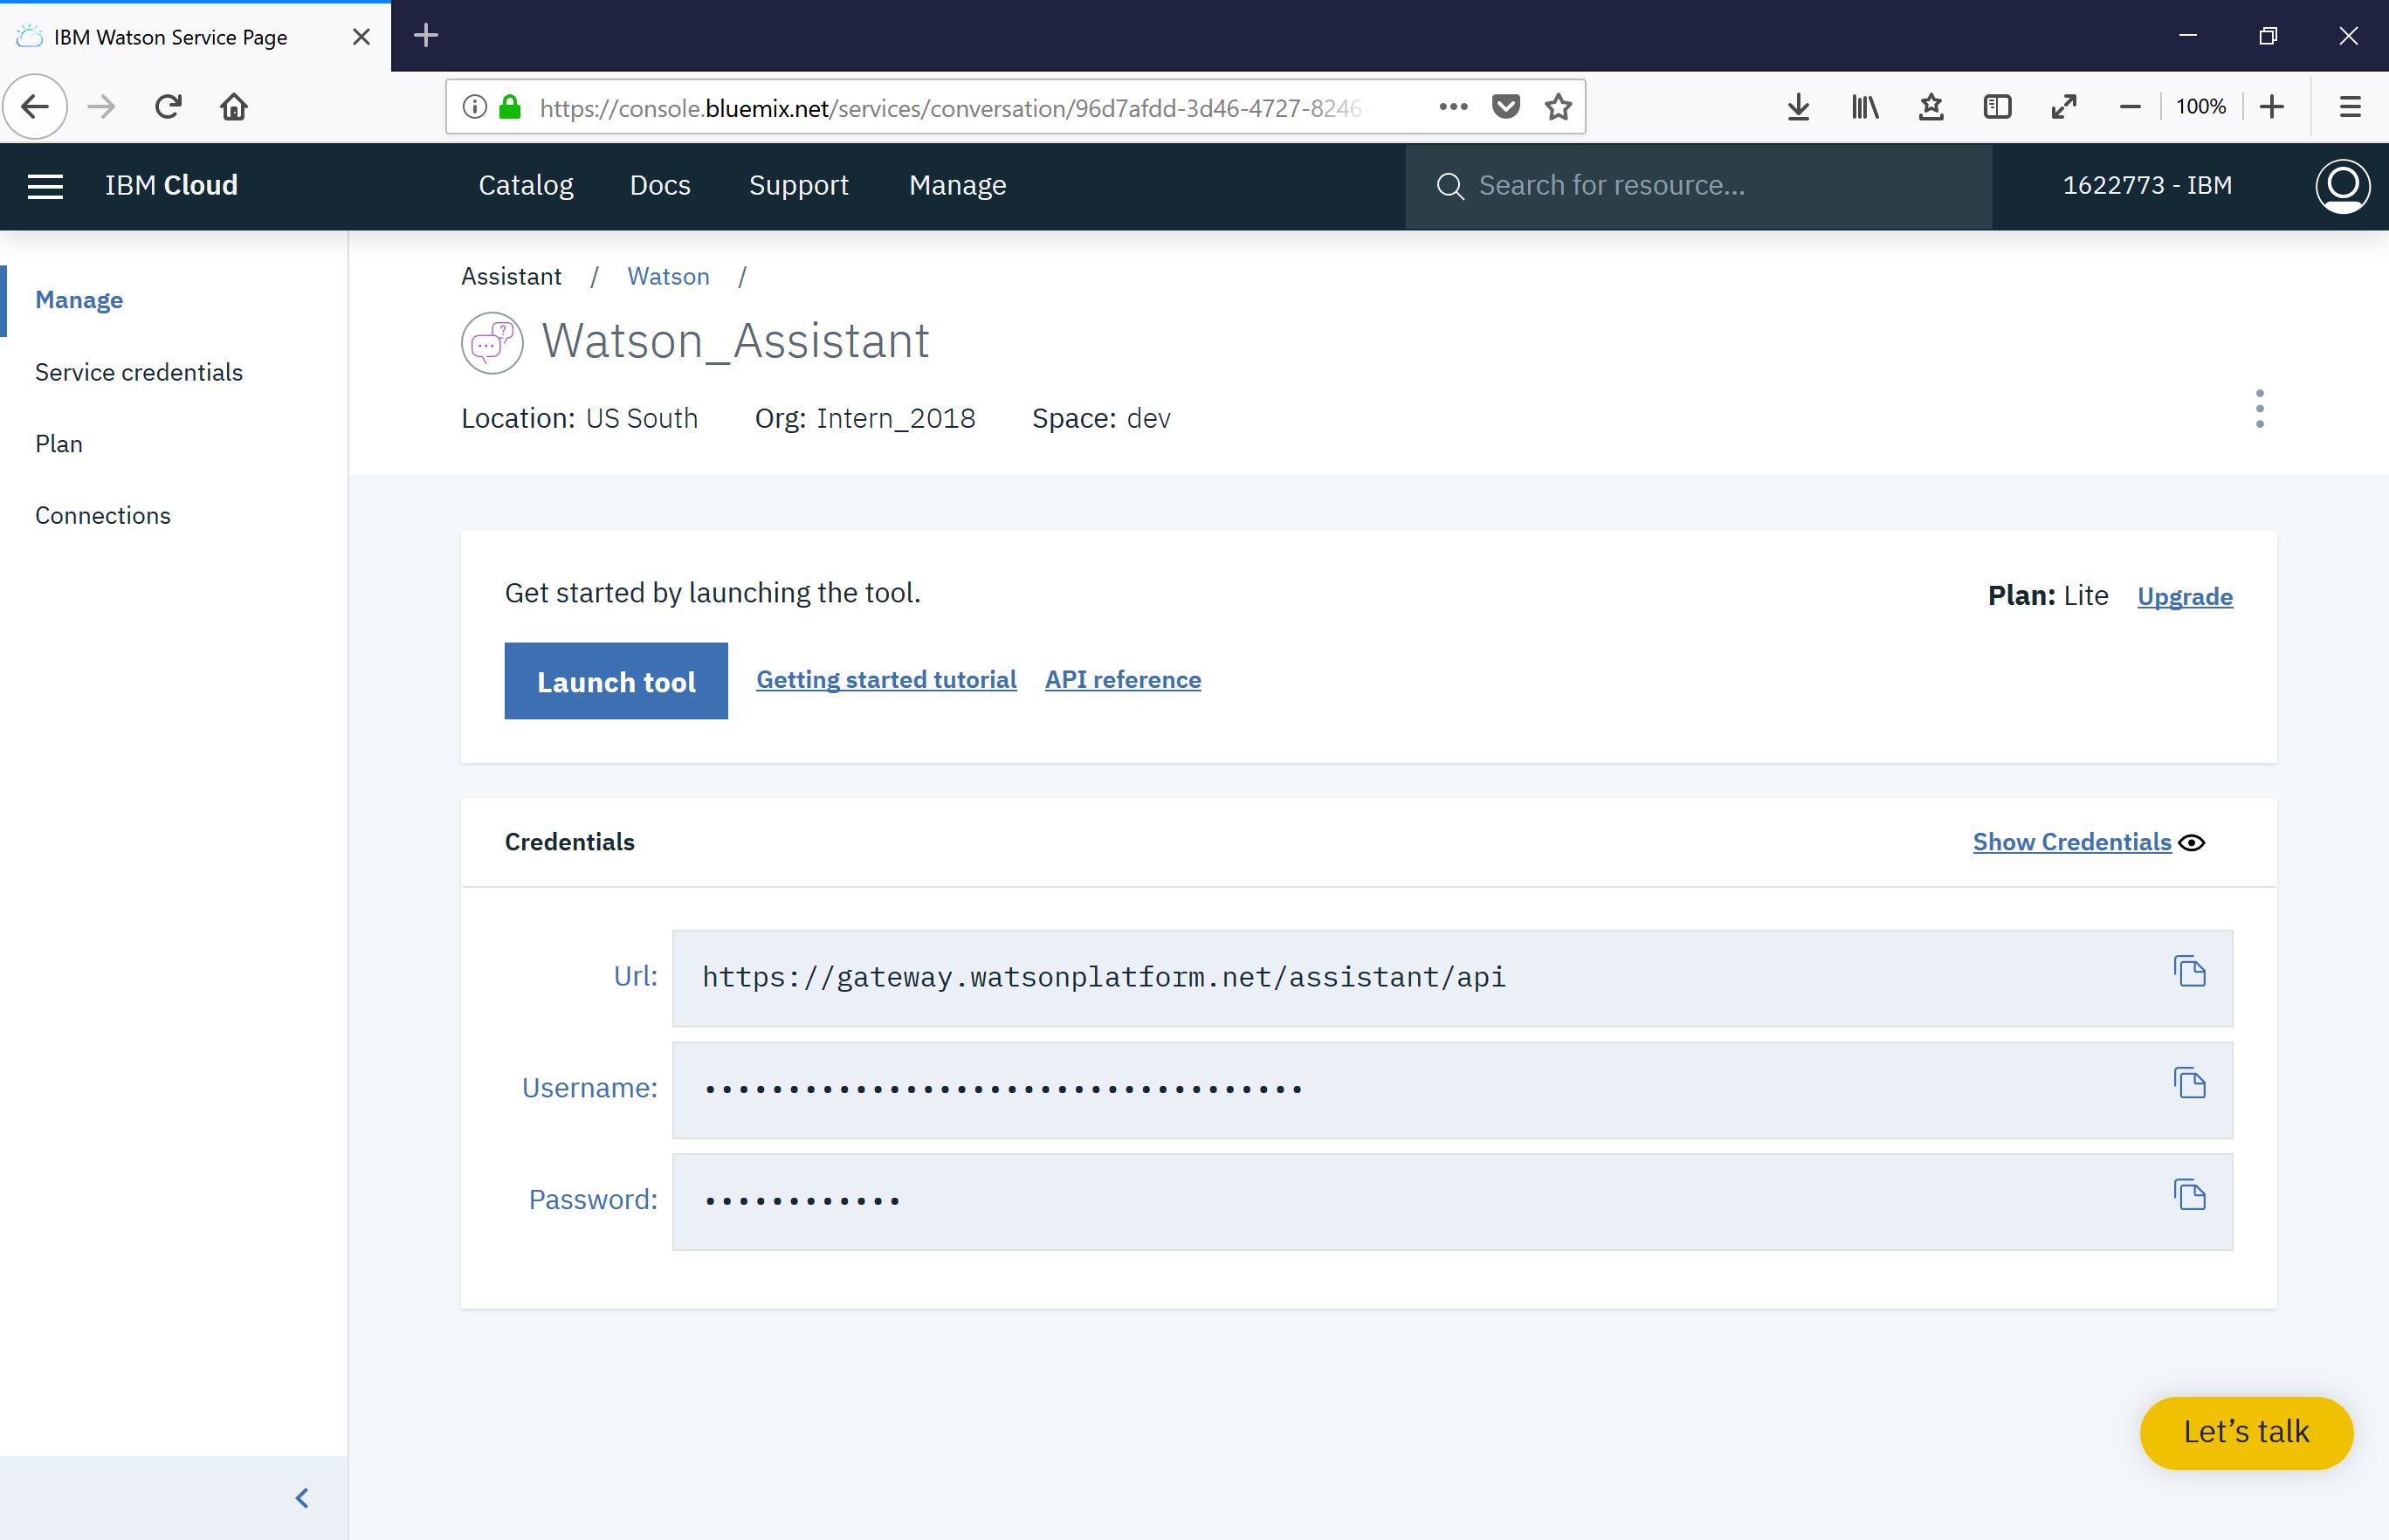 IBM Watson Service Page
https://console.bluemix.net/services/conversation/96d7afdd-3d46-4727-8246-
100%
IBM Cloud
Catalog
Docs
Support
Manage
Search for resource...
1622773 - IBM
Manage
Service credentials
Plan
Connections
Assistant / Watson /
Watson_Assistant
Location: US South Org: Intern_2018 Space: dev
Get started by launching the tool.
Plan: Lite Upgrade
Launch tool
Getting started tutorial
API reference
Credentials
Show Credentials
Url: https://gateway.watsonplatform.net/assistant/api
Username: ••••••••••••••••••••••••••••••••••••
Password: ••••••••••••
Let’s talk